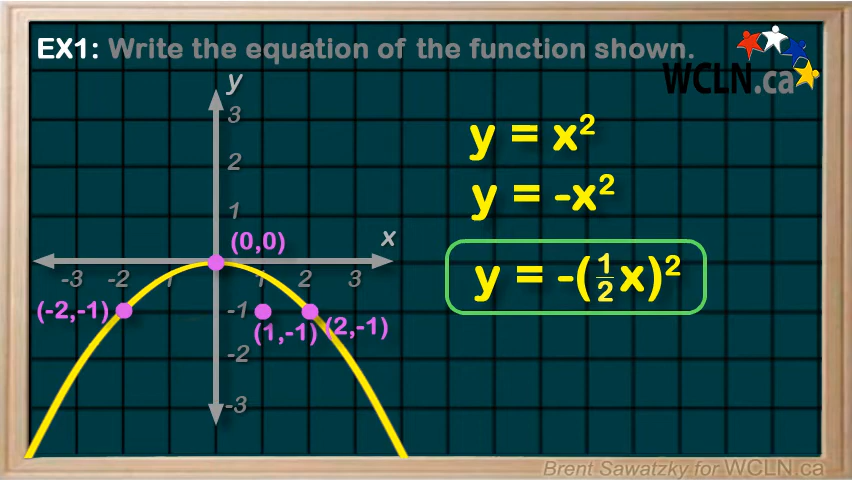 EX1: Write the equation of the function shown.
WCLN.ca
y
3
2
1
(0,0)
x
-3 -2 1 1 2 3
(-2,-1)
-1
(1,-1)
(2,-1)
-2
-3
y = x²
y = -x²
y = -(½x)²
Brent Sawatzky for WCLN.ca